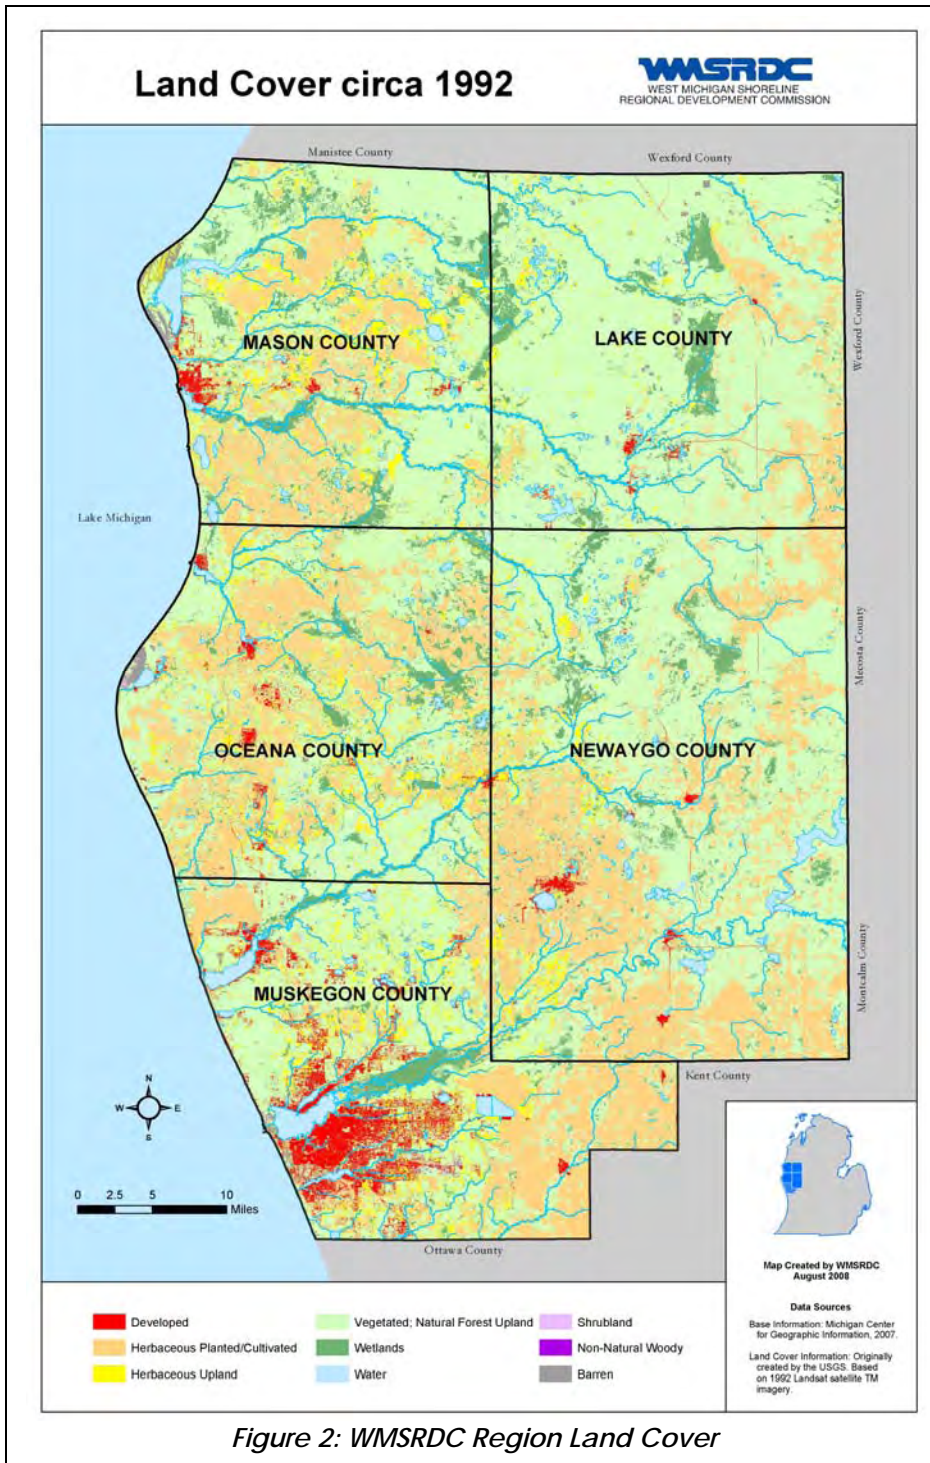 Land Cover circa 1992
WMSRDC
WEST MICHIGAN SHORELINE
REGIONAL DEVELOPMENT COMMISSION
Manistee County
Wexford County
Wexford County
MASON COUNTY
LAKE COUNTY
Lake Michigan
Mecosta County
OCEANA COUNTY
NEWAYGO COUNTY
Montcalm County
MUSKEGON COUNTY
Kent County
N
W
E
S
0 2.5 5 10
Miles
Ottawa County
Map Created by WMSRDC
August 2008
Data Sources
Base Information: Michigan Center
for Geographic Information, 2007.
Land Cover Information: Originally
created by the USGS. Based
on 1992 Landsat satellite TM
imagery.
Developed
Herbaceous Planted/Cultivated
Herbaceous Upland
Vegetated; Natural Forest Upland
Wetlands
Water
Shrubland
Non-Natural Woody
Barren
Figure 2: WMSRDC Region Land Cover